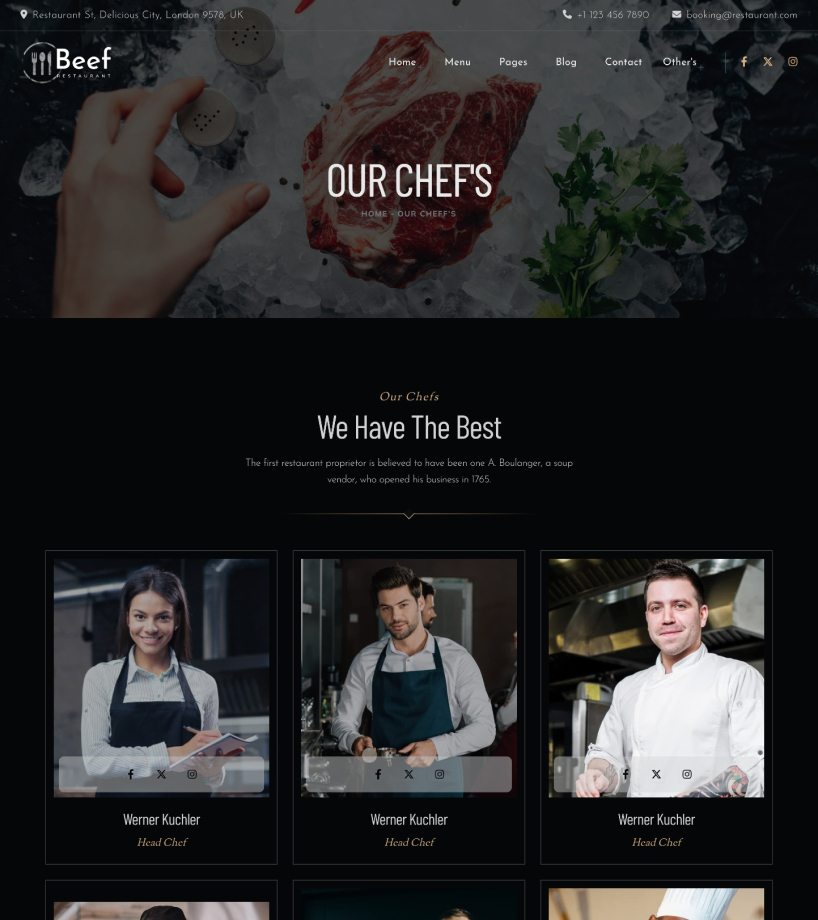 Restaurant St, Delicious City, London 9578, UK
+1 123 456 7890
booking@restaurant.com
Beef
RESTAURANT
Home
Menu
Pages
Blog
Contact
Other's
OUR CHEF'S
HOME - OUR CHEFF'S
Our Chefs
We Have The Best
The first restaurant proprietor is believed to have been one A. Boulanger, a soup
vendor, who opened his business in 1765.
Werner Kuchler
Head Chef
Werner Kuchler
Head Chef
Werner Kuchler
Head Chef